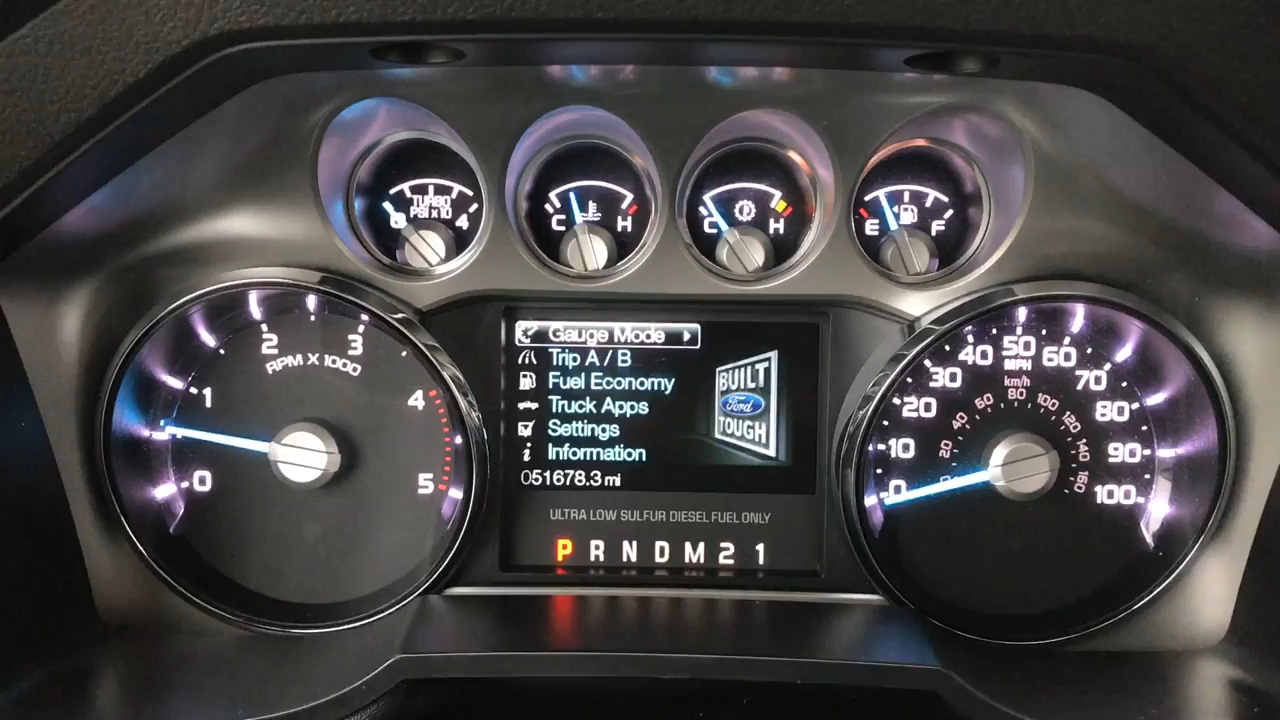 TURBO
PSI x 10
0 4
C H
C H
E F
0 1 2 3 4 5
RPM X 1000
Gauge Mode
Trip A / B
Fuel Economy
Truck Apps
Settings
Information
051678.3 mi
BUILT
Ford
TOUGH
ULTRA LOW SULFUR DIESEL FUEL ONLY
P R N D M 2 1
0 10 20 30 40 50 60 70 80 90 100
MPH
km/h
0 20 40 60 80 100 120 140 160